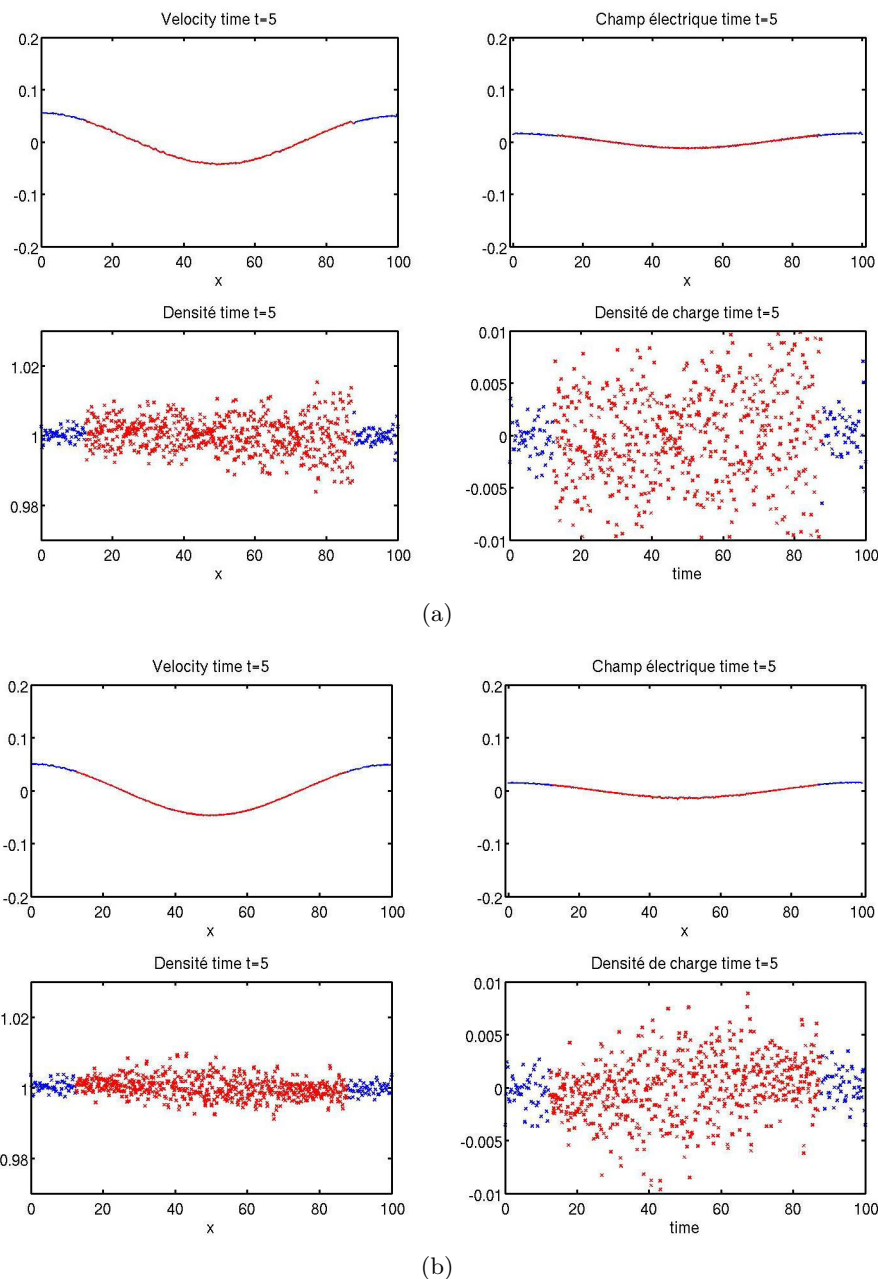 Velocity time t=5
Champ électrique time t=5
0.2
0.1
0
-0.1
-0.2
0 20 40 60 80 100
x
0.2
0.1
0
-0.1
-0.2
0 20 40 60 80 100
x
Densité time t=5
Densité de charge time t=5
1.02
1
0.98
0 20 40 60 80 100
x
0.01
0.005
0
-0.005
-0.01
0 20 40 60 80 100
time
(a)
Velocity time t=5
Champ électrique time t=5
0.2
0.1
0
-0.1
-0.2
0 20 40 60 80 100
x
0.2
0.1
0
-0.1
-0.2
0 20 40 60 80 100
x
Densité time t=5
Densité de charge time t=5
1.02
1
0.98
0 20 40 60 80 100
x
0.01
0.005
0
-0.005
-0.01
0 20 40 60 80 100
time
(b)